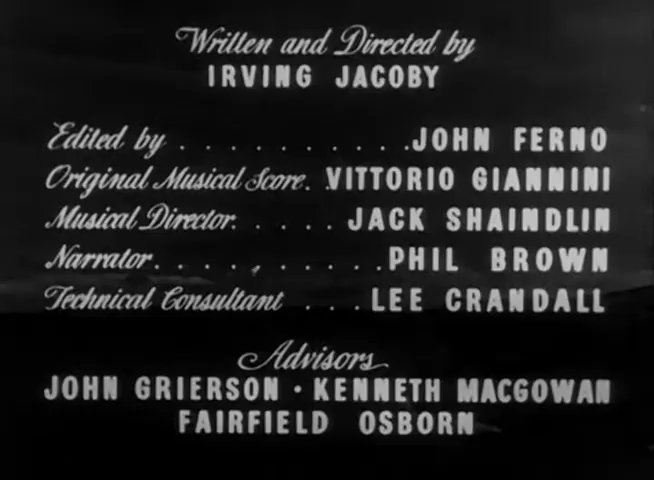 Written and Directed by
IRVING JACOBY
Edited by . . . . . . . . . . . JOHN FERNO
Original Musical Score. . VITTORIO GIANNINI
Musical Director. . . . . . JACK SHAINDLIN
Narrator. . . . . . . . . . . PHIL BROWN
Technical Consultant . . . LEE CRANDALL
Advisors
JOHN GRIERSON · KENNETH MACGOWAN
FAIRFIELD OSBORN